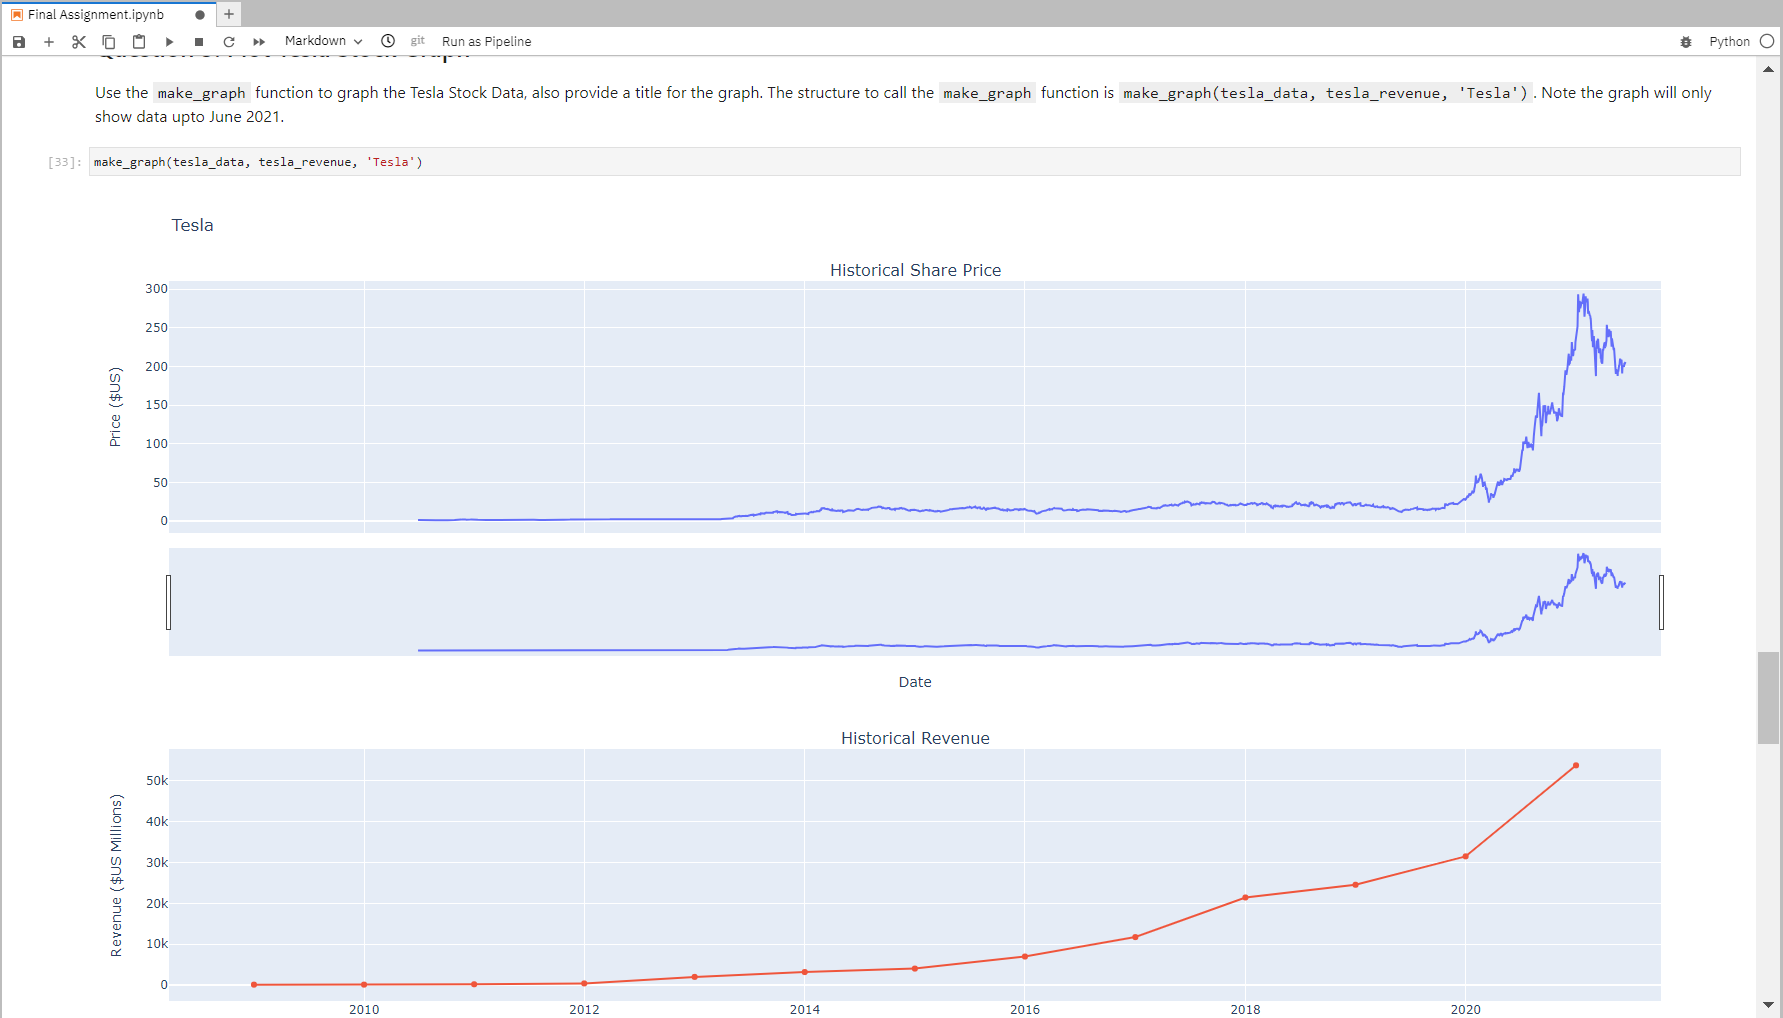 Final Assignment.ipynb
Markdown
git
Run as Pipeline
Python
Use the make_graph function to graph the Tesla Stock Data, also provide a title for the graph. The structure to call the make_graph function is make_graph(tesla_data, tesla_revenue, 'Tesla'). Note the graph will only
show data upto June 2021.
[33]: make_graph(tesla_data, tesla_revenue, 'Tesla')
Tesla
Historical Share Price
300
250
200
150
100
50
0
Price ($US)
Date
Historical Revenue
50k
40k
30k
20k
10k
0
Revenue ($US Millions)
2010 2012 2014 2016 2018 2020